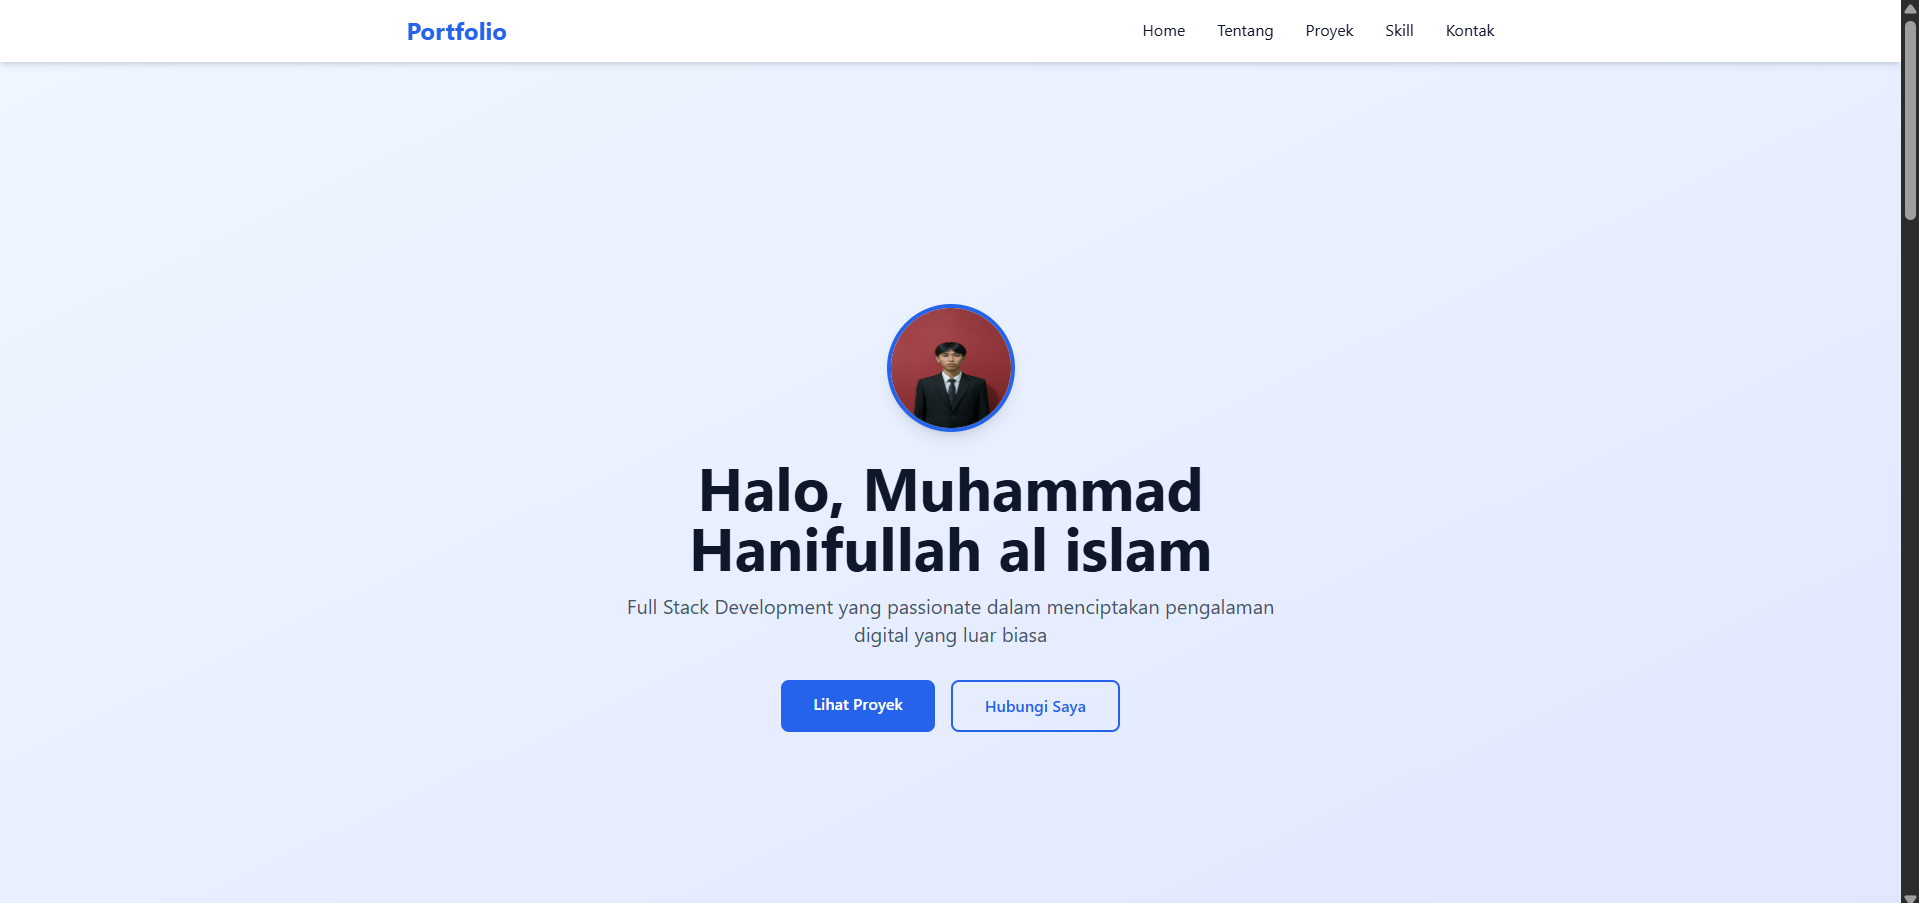 Portfolio
Home Tentang Proyek Skill Kontak
Halo, Muhammad
Hanifullah al islam
Full Stack Development yang passionate dalam menciptakan pengalaman
digital yang luar biasa
Lihat Proyek Hubungi Saya